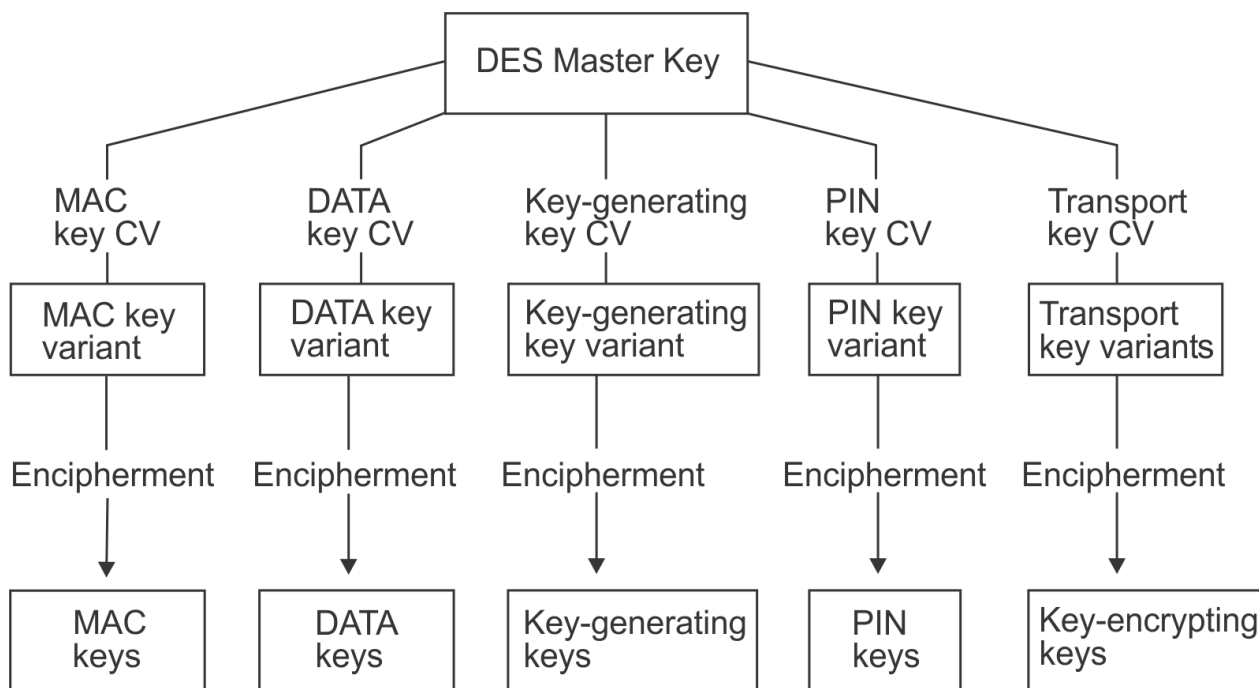 DES Master Key
MAC
key CV
DATA
key CV
Key-generating
key CV
PIN
key CV
Transport
key CV
MAC key
variant
DATA key
variant
Key-generating
key variant
PIN key
variant
Transport
key variants
Encipherment
Encipherment
Encipherment
Encipherment
Encipherment
MAC
keys
DATA
keys
Key-generating
keys
PIN
keys
Key-encrypting
keys